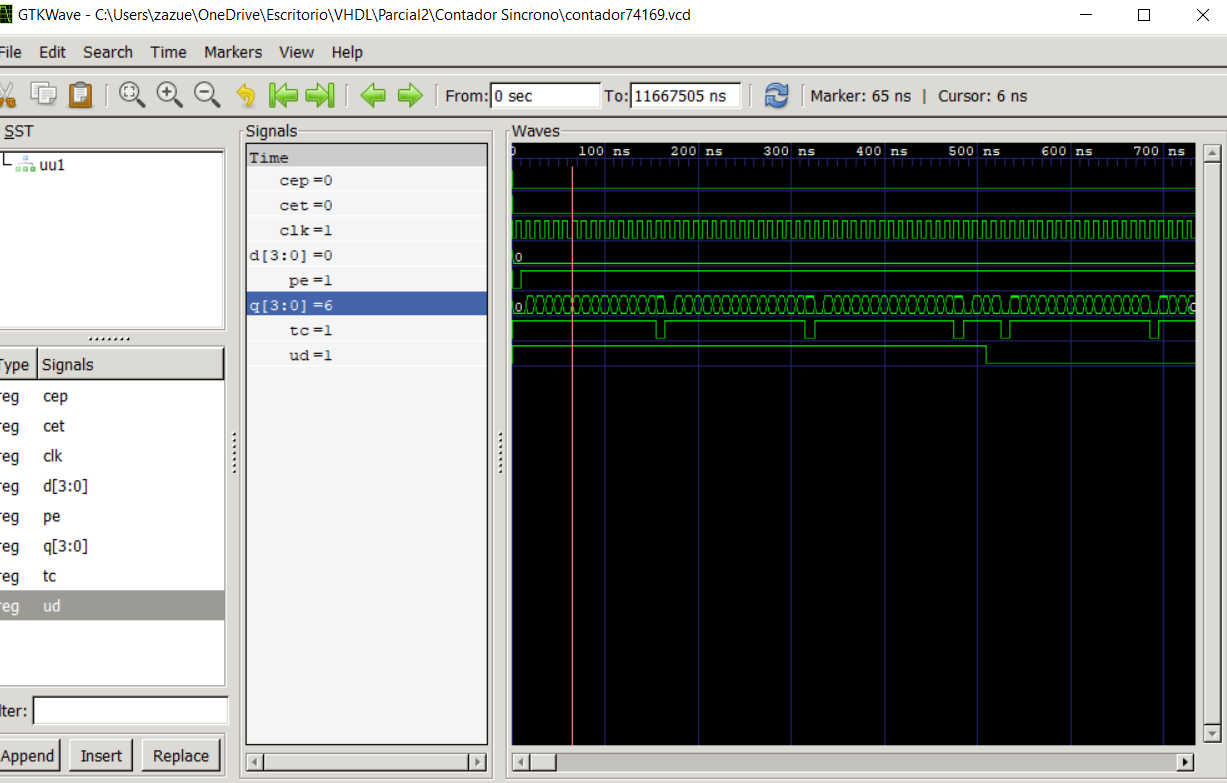 GTKWave - C:\Users\zazue\OneDrive\Escritorio\VHDL\Parcial2\Contador Sincrono\contador74169.vcd
File Edit Search Time Markers View Help
From: 0 sec To: 11667505 ns Marker: 65 ns | Cursor: 6 ns
SST
uu1
Type Signals
reg cep
reg cet
reg clk
reg d[3:0]
reg pe
reg q[3:0]
reg tc
reg ud
Filter:
Append Insert Replace
Signals
Time
cep =0
cet =0
clk =1
d[3:0] =0
pe =1
q[3:0] =6
tc =1
ud =1
Waves
0 100 ns 200 ns 300 ns 400 ns 500 ns 600 ns 700 ns
0
0